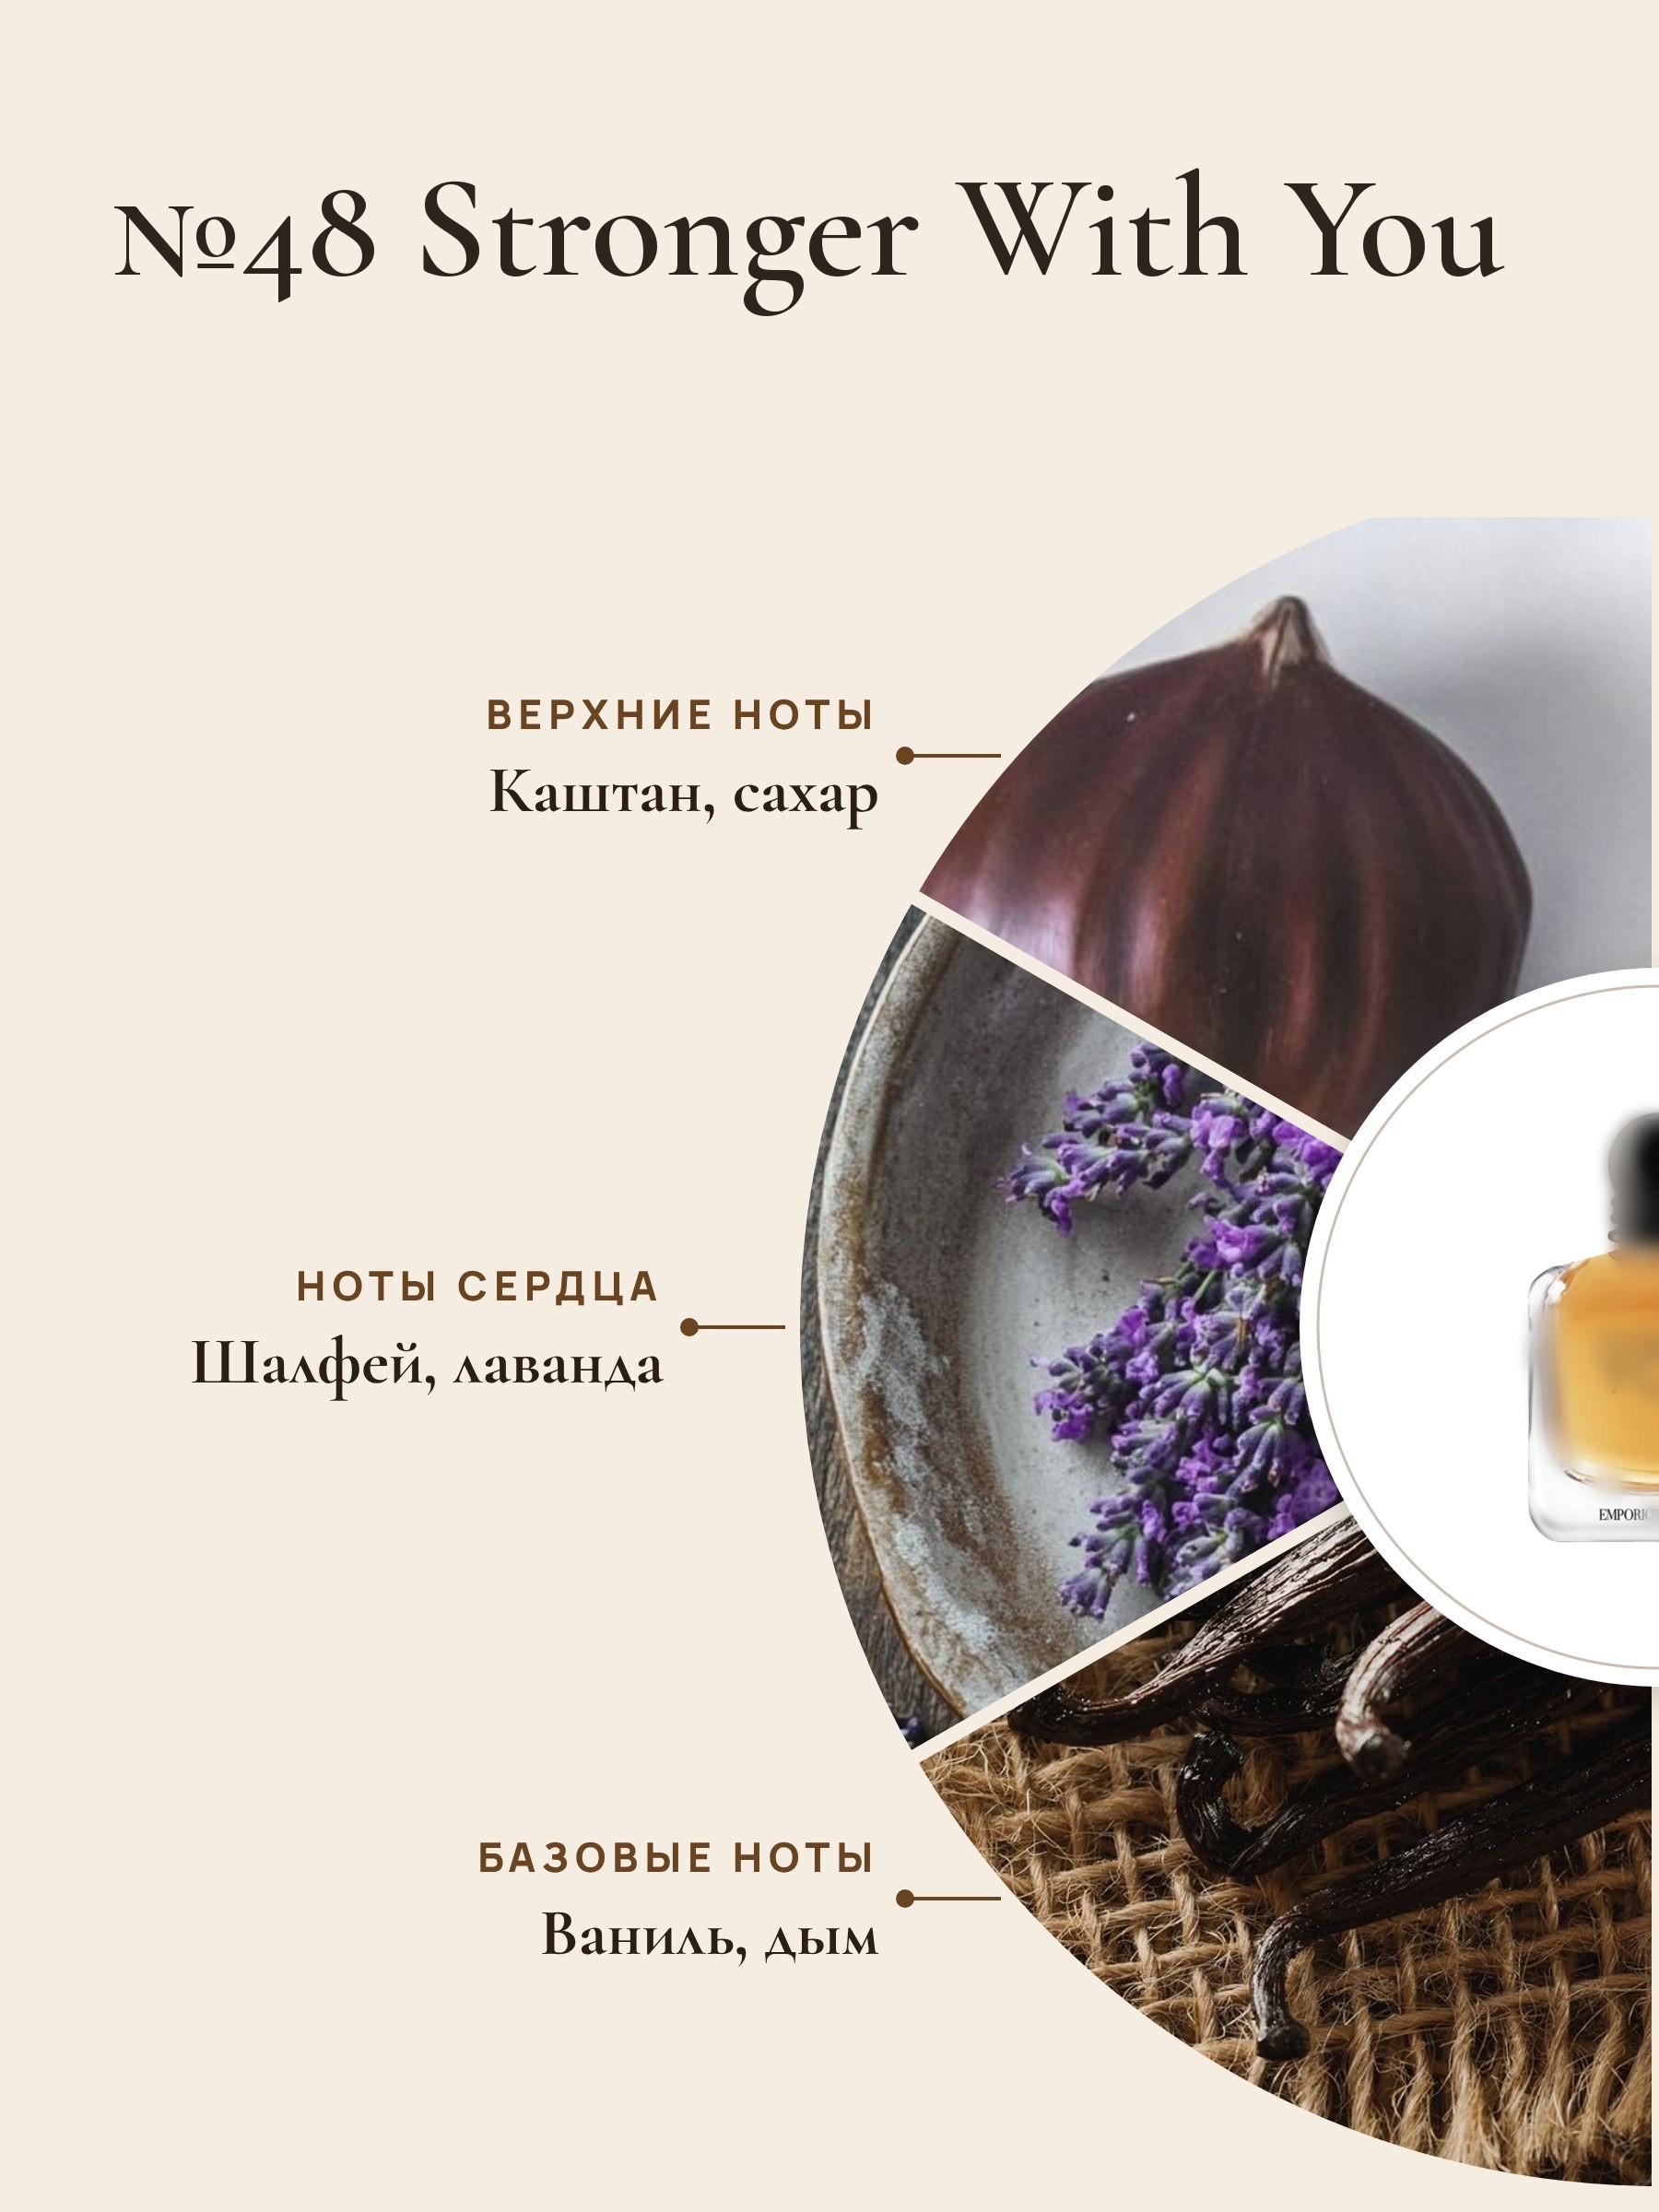 №48 Stronger With You
ВЕРХНИЕ НОТЫ
Каштан, сахар
НОТЫ СЕРДЦА
Шалфей, лаванда
EMPORIO
БАЗОВЫЕ НОТЫ
Ваниль, дым